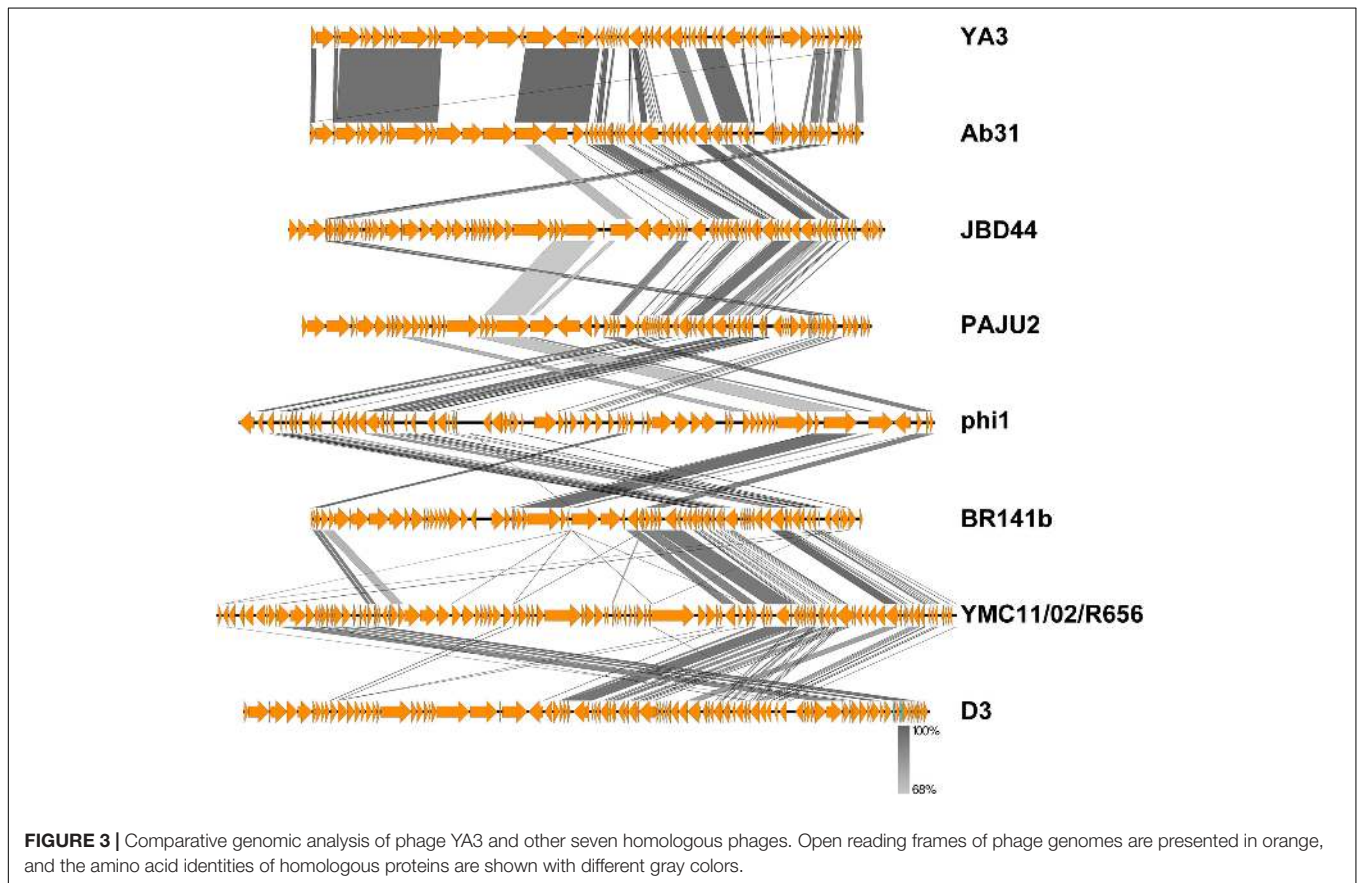 YA3
Ab31
JBD44
PAJU2
phi1
BR141b
YMC11/02/R656
D3
100%
68%
FIGURE 3 | Comparative genomic analysis of phage YA3 and other seven homologous phages. Open reading frames of phage genomes are presented in orange,
and the amino acid identities of homologous proteins are shown with different gray colors.